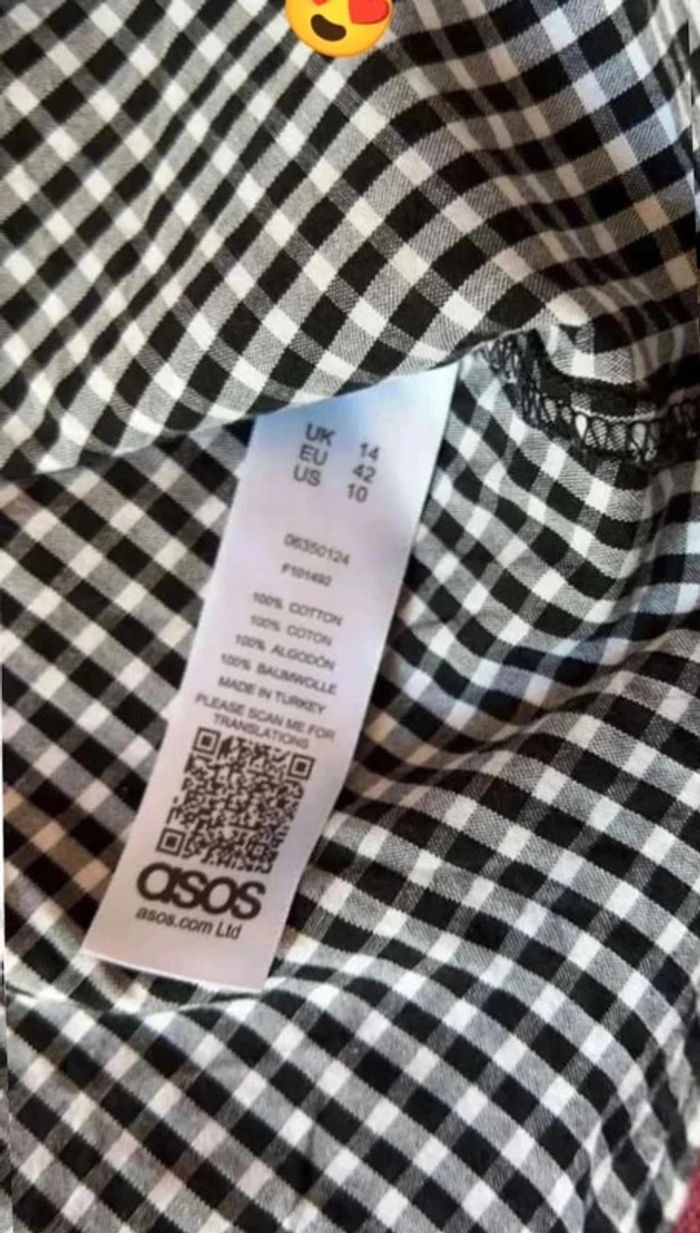 UK 14
EU 42
US 10
06350124
F101492
100% COTTON
100% COTON
100% ALGODÓN
100% BAUMWOLLE
MADE IN TURKEY
PLEASE SCAN ME FOR
TRANSLATIONS
asos
asos.com Ltd